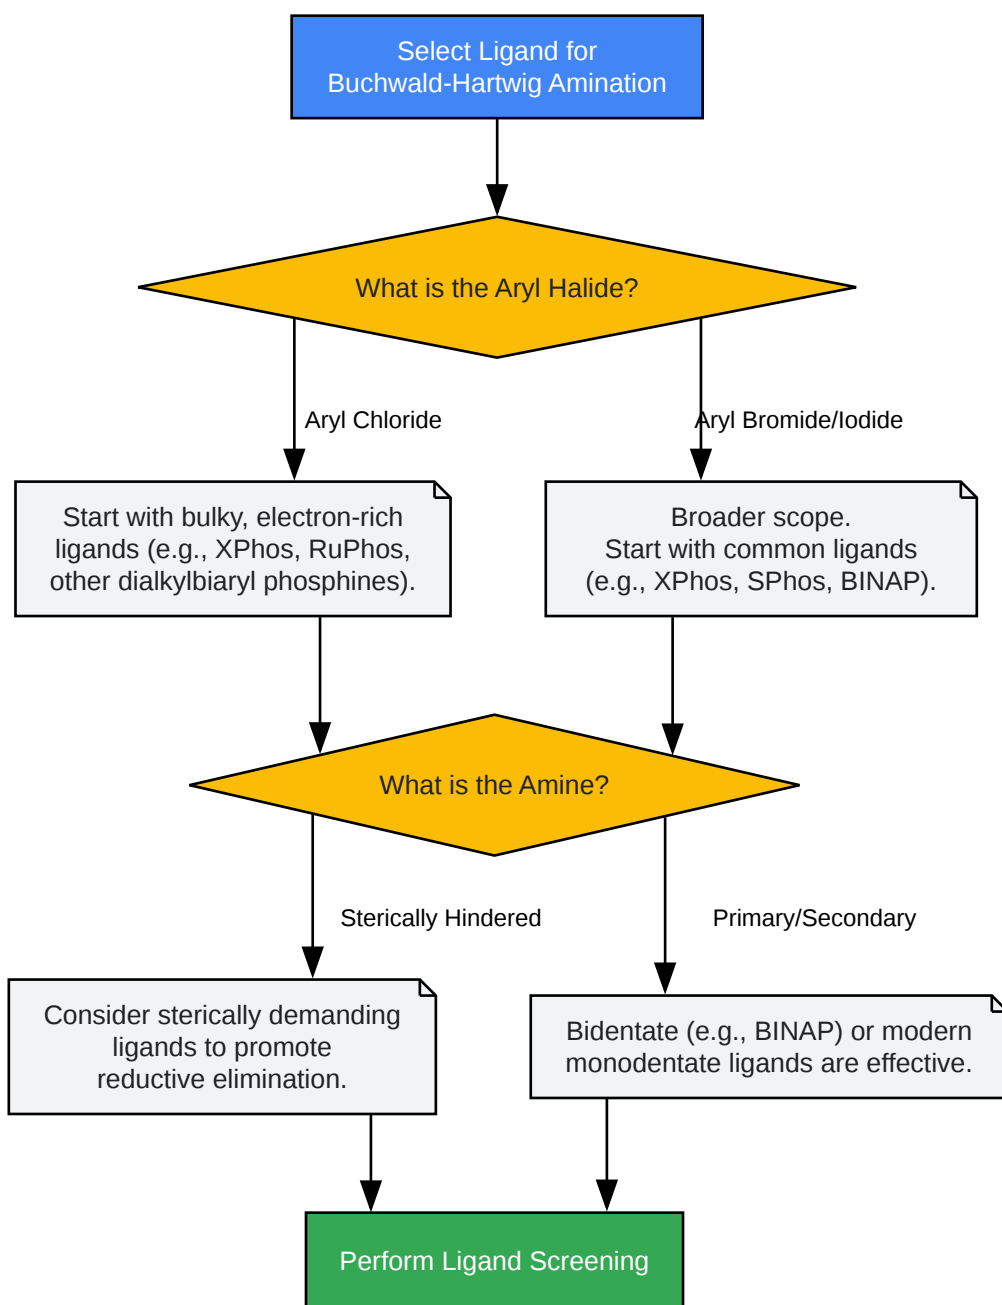 Select Ligand for
Buchwald-Hartwig Amination
What is the Aryl Halide?
Aryl Chloride
Aryl Bromide/Iodide
Start with bulky, electron-rich
ligands (e.g., XPhos, RuPhos,
other dialkylbiaryl phosphines).
Broader scope.
Start with common ligands
(e.g., XPhos, SPhos, BINAP).
What is the Amine?
Sterically Hindered
Primary/Secondary
Consider sterically demanding
ligands to promote
reductive elimination.
Bidentate (e.g., BINAP) or modern
monodentate ligands are effective.
Perform Ligand Screening